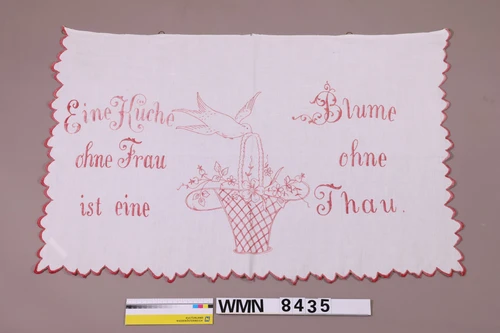 Eine Küche
ohne Frau
ist eine
Blume
ohne
Thau.
WMN 8435